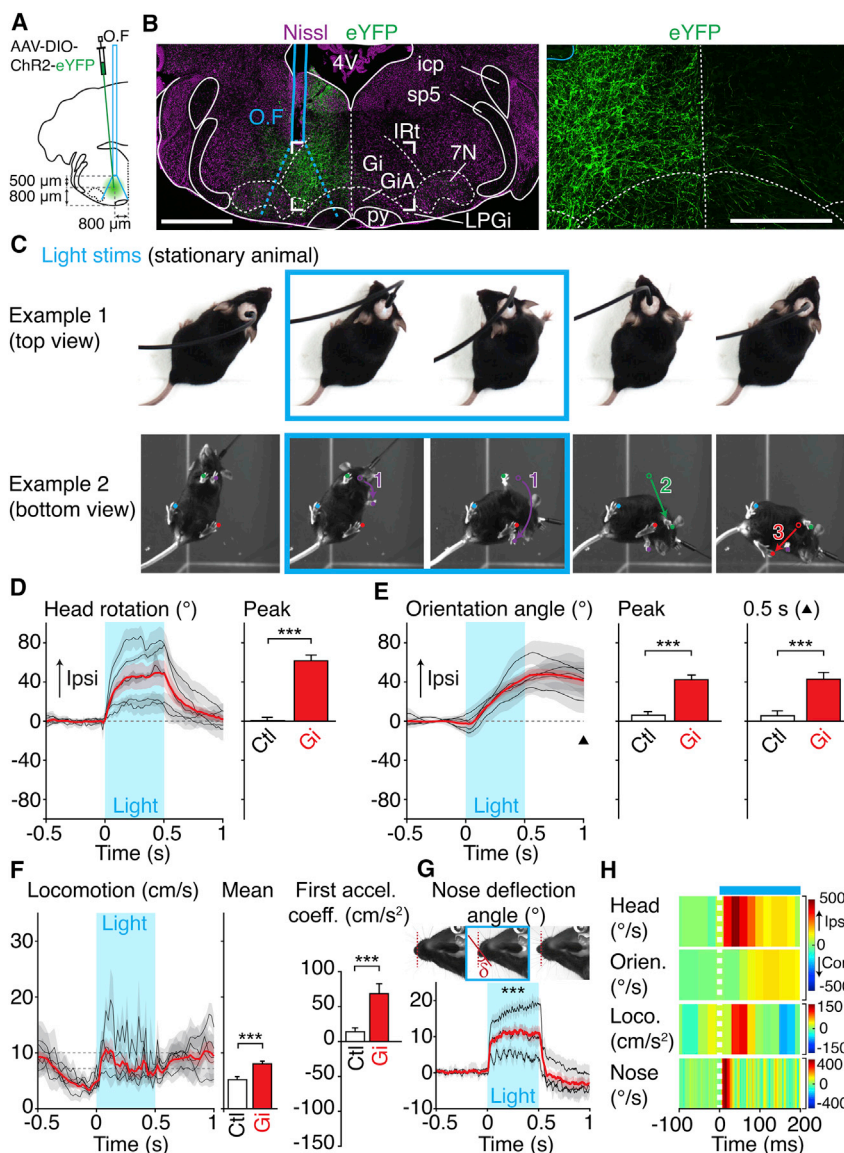 A
AAV-DIO-
ChR2-eYFP
O.F
500 µm
800 µm
800 µm
B
Nissl eYFP
4V
icp
sp5
O.F
IRt
Gi
7N
GiA
py
LPGi
eYFP
C Light stims (stationary animal)
Example 1
(top view)
Example 2
(bottom view)
1
1
2
3
D
Head rotation (°)
Peak
80
40
0
-40
-80
Ipsi
***
Ctl
Gi
Light
-0.5 0 0.5 1
Time (s)
E
Orientation angle (°)
Peak
0.5 s (▲)
80
40
0
-40
-80
Ipsi
▲
***
Ctl
Gi
***
Ctl
Gi
Light
-0.5 0 0.5 1
Time (s)
F
Locomotion (cm/s)
Mean
First accel.
coeff. (cm/s²)
30
20
10
0
Light
***
Ctl
Gi
-0.5 0 0.5 1
Time (s)
100
50
0
-50
-100
-150
***
Ctl
Gi
G
Nose deflection
angle (°)
δ
***
20
10
0
-10
Light
-0.5 0 0.5 1
Time (s)
H
Head
(°/s)
500
0
-500
Orien.
(°/s)
Loco.
(cm/s²)
150
0
-150
Nose
(°/s)
400
0
-400
-100 0 100 200
Time (ms)